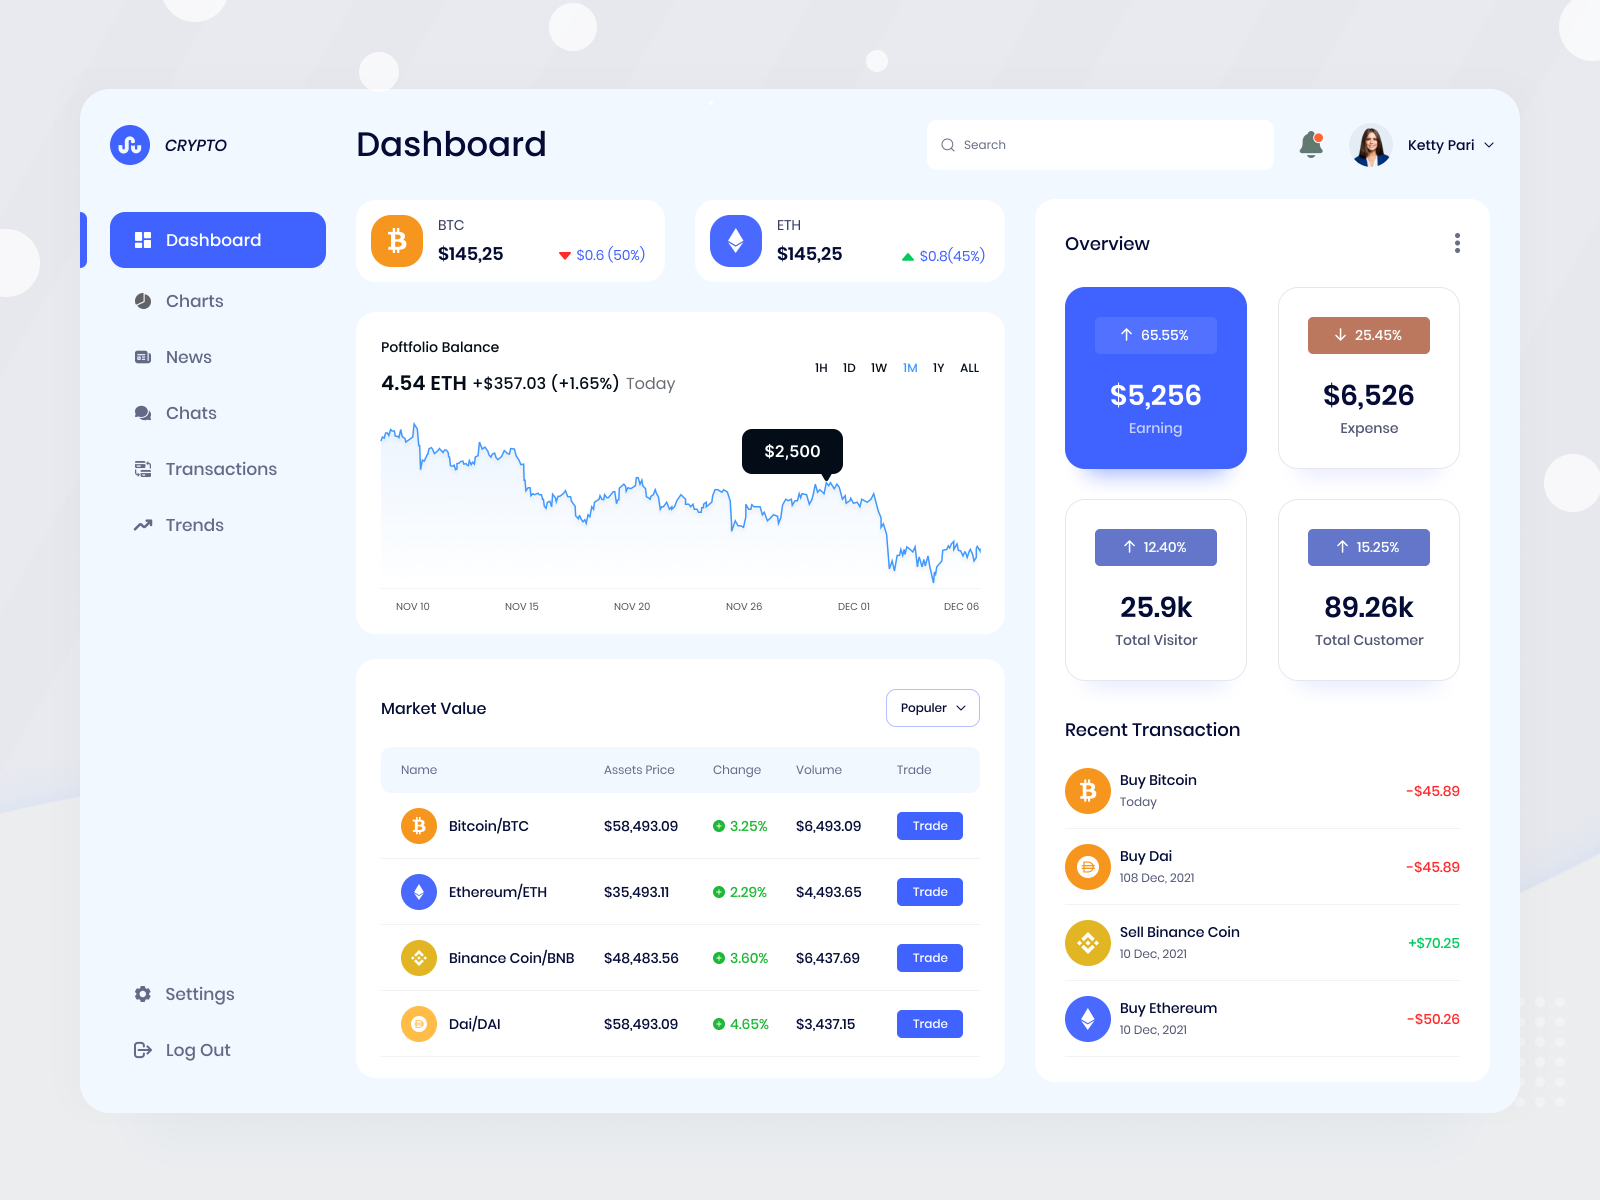 CRYPTO
Dashboard
Search
Ketty Pari
Dashboard
Charts
News
Chats
Transactions
Trends
Settings
Log Out
BTC
$145,25
$0.6 (50%)
ETH
$145,25
$0.8(45%)
Poftfolio Balance
4.54 ETH +$357.03 (+1.65%) Today
1H 1D 1W 1M 1Y ALL
$2,500
NOV 10 NOV 15 NOV 20 NOV 26 DEC 01 DEC 06
Market Value
Populer
Name Assets Price Change Volume Trade
Bitcoin/BTC $58,493.09 3.25% $6,493.09 Trade
Ethereum/ETH $35,493.11 2.29% $4,493.65 Trade
Binance Coin/BNB $48,483.56 3.60% $6,437.69 Trade
Dai/DAI $58,493.09 4.65% $3,437.15 Trade
Overview
65.55%
$5,256
Earning
25.45%
$6,526
Expense
12.40%
25.9k
Total Visitor
15.25%
89.26k
Total Customer
Recent Transaction
Buy Bitcoin
Today
-$45.89
Buy Dai
108 Dec, 2021
-$45.89
Sell Binance Coin
10 Dec, 2021
+$70.25
Buy Ethereum
10 Dec, 2021
-$50.26